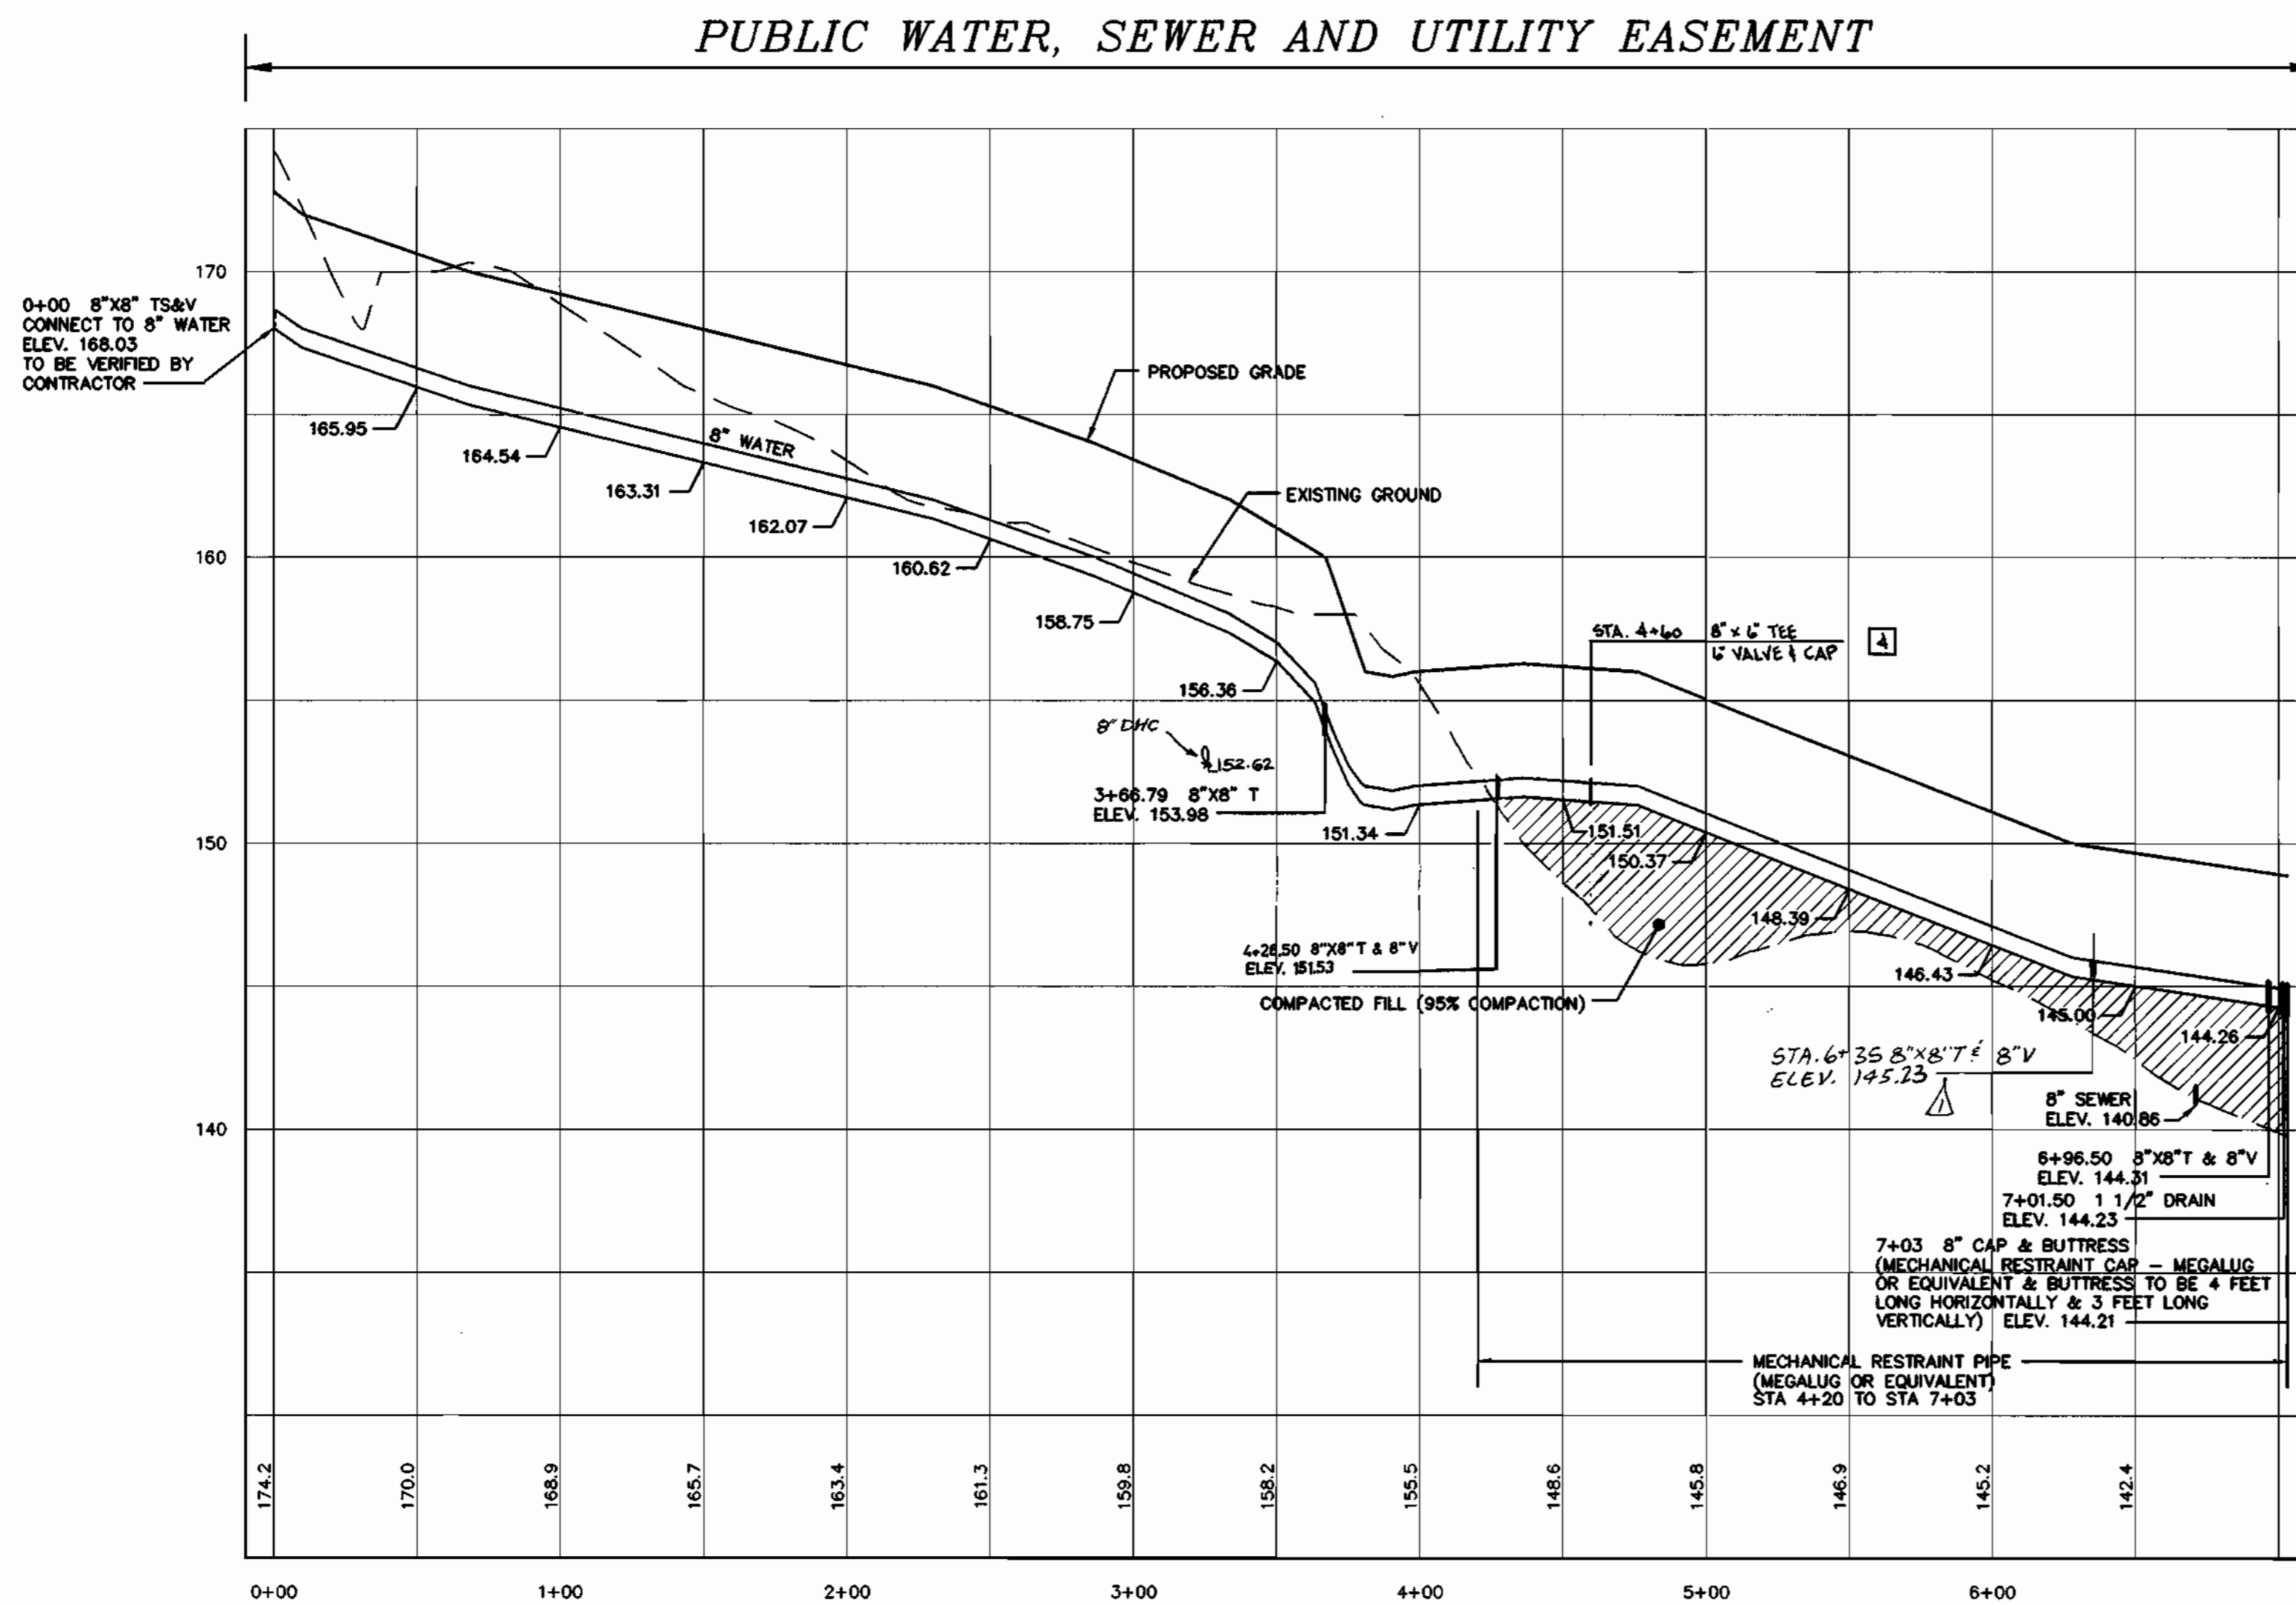 PUBLIC WATER, SEWER AND UTILITY EASEMENT
170
0+00 8"X8" TS&V
CONNECT TO 8" WATER
ELEV. 168.03
TO BE VERIFIED BY
CONTRACTOR
165.95
164.54
163.31
162.07
160.62
158.75
156.36
8" WATER
PROPOSED GRADE
EXISTING GROUND
160
STA. 4+60 8" x 6" TEE
6" VALVE & CAP
4
8" DHC
152.62
3+66.79 8"X8" T
ELEV. 153.98
151.34
151.51
150.37
150
148.39
4+26.50 8"X8"T & 8"V
ELEV. 151.53
COMPACTED FILL (95% COMPACTION)
146.43
145.00
144.26
STA. 6+35 8"X8"T & 8"V
ELEV. 145.23
1
8" SEWER
ELEV. 140.86
140
6+96.50 8"X8"T & 8"V
ELEV. 144.31
7+01.50 1 1/2" DRAIN
ELEV. 144.23
7+03 8" CAP & BUTTRESS
(MECHANICAL RESTRAINT CAP - MEGALUG
OR EQUIVALENT & BUTTRESS TO BE 4 FEET
LONG HORIZONTALLY & 3 FEET LONG
VERTICALLY) ELEV. 144.21
MECHANICAL RESTRAINT PIPE
(MEGALUG OR EQUIVALENT)
STA 4+20 TO STA 7+03
174.2
170.0
168.9
165.7
163.4
161.3
159.8
158.2
155.5
148.6
145.8
146.9
145.2
142.4
0+00 1+00 2+00 3+00 4+00 5+00 6+00